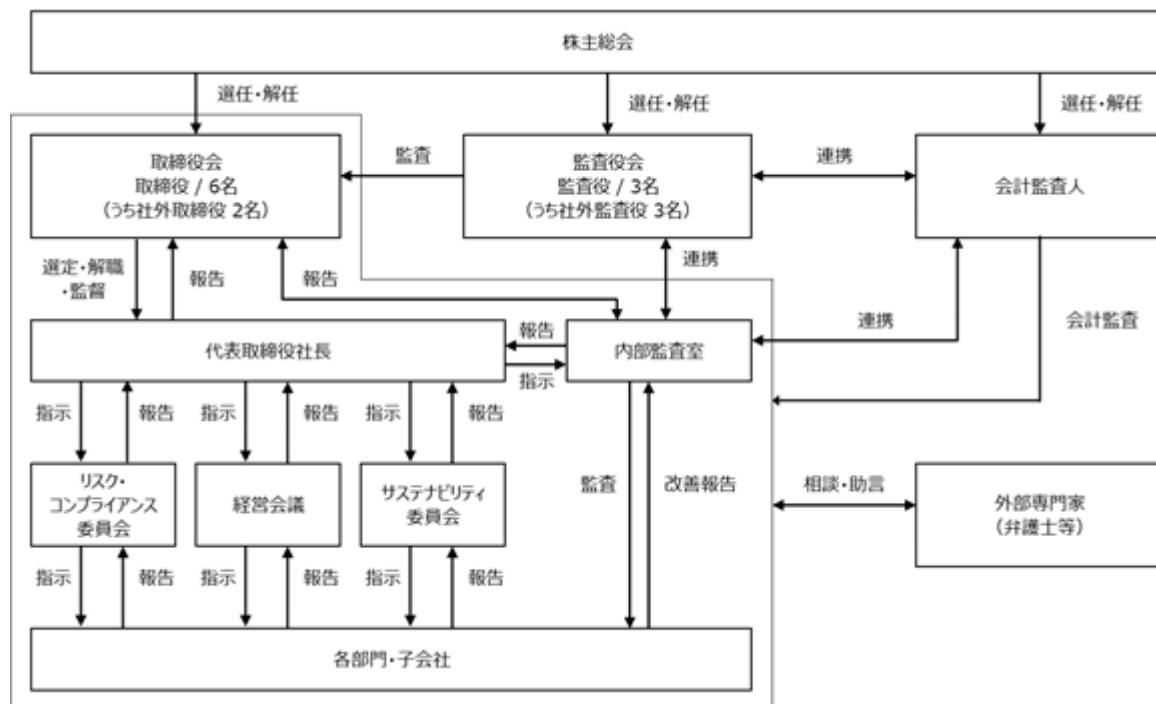 株主総会
選任・解任
選任・解任
選任・解任
取締役会
取締役 / 6名
(うち社外取締役 2名)
監査
監査役会
監査役 / 3名
(うち社外監査役 3名)
連携
会計監査人
選定・解職
・監督
報告
報告
連携
代表取締役社長
報告
指示
内部監査室
連携
会計監査
指示
報告
指示
報告
指示
報告
リスク・
コンプライアンス
委員会
経営会議
サステナビリティ
委員会
監査
改善報告
相談・助言
外部専門家
(弁護士等)
指示
報告
指示
報告
指示
報告
各部門・子会社